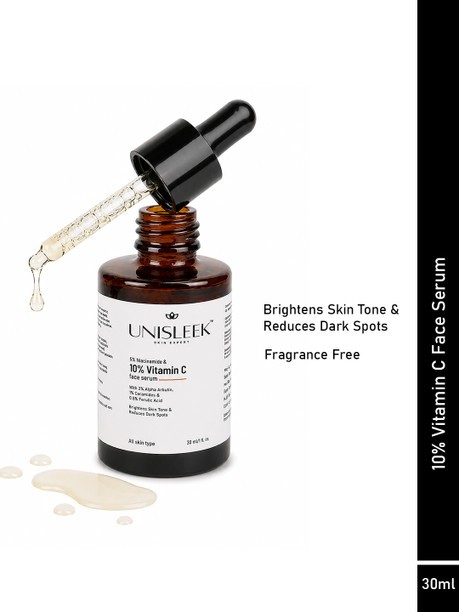 UNISLEEK™
SKIN EXPERT
5% Niacinamide &
10% Vitamin C
face serum
With 2% Alpha Arbutin,
1% Ceramides &
0.5% Ferulic Acid
Brightens Skin Tone &
Reduces Dark Spots
All skin type
30 ml/1 fl. oz.
Brightens Skin Tone &
Reduces Dark Spots
Fragrance Free
10% Vitamin C Face Serum
30ml